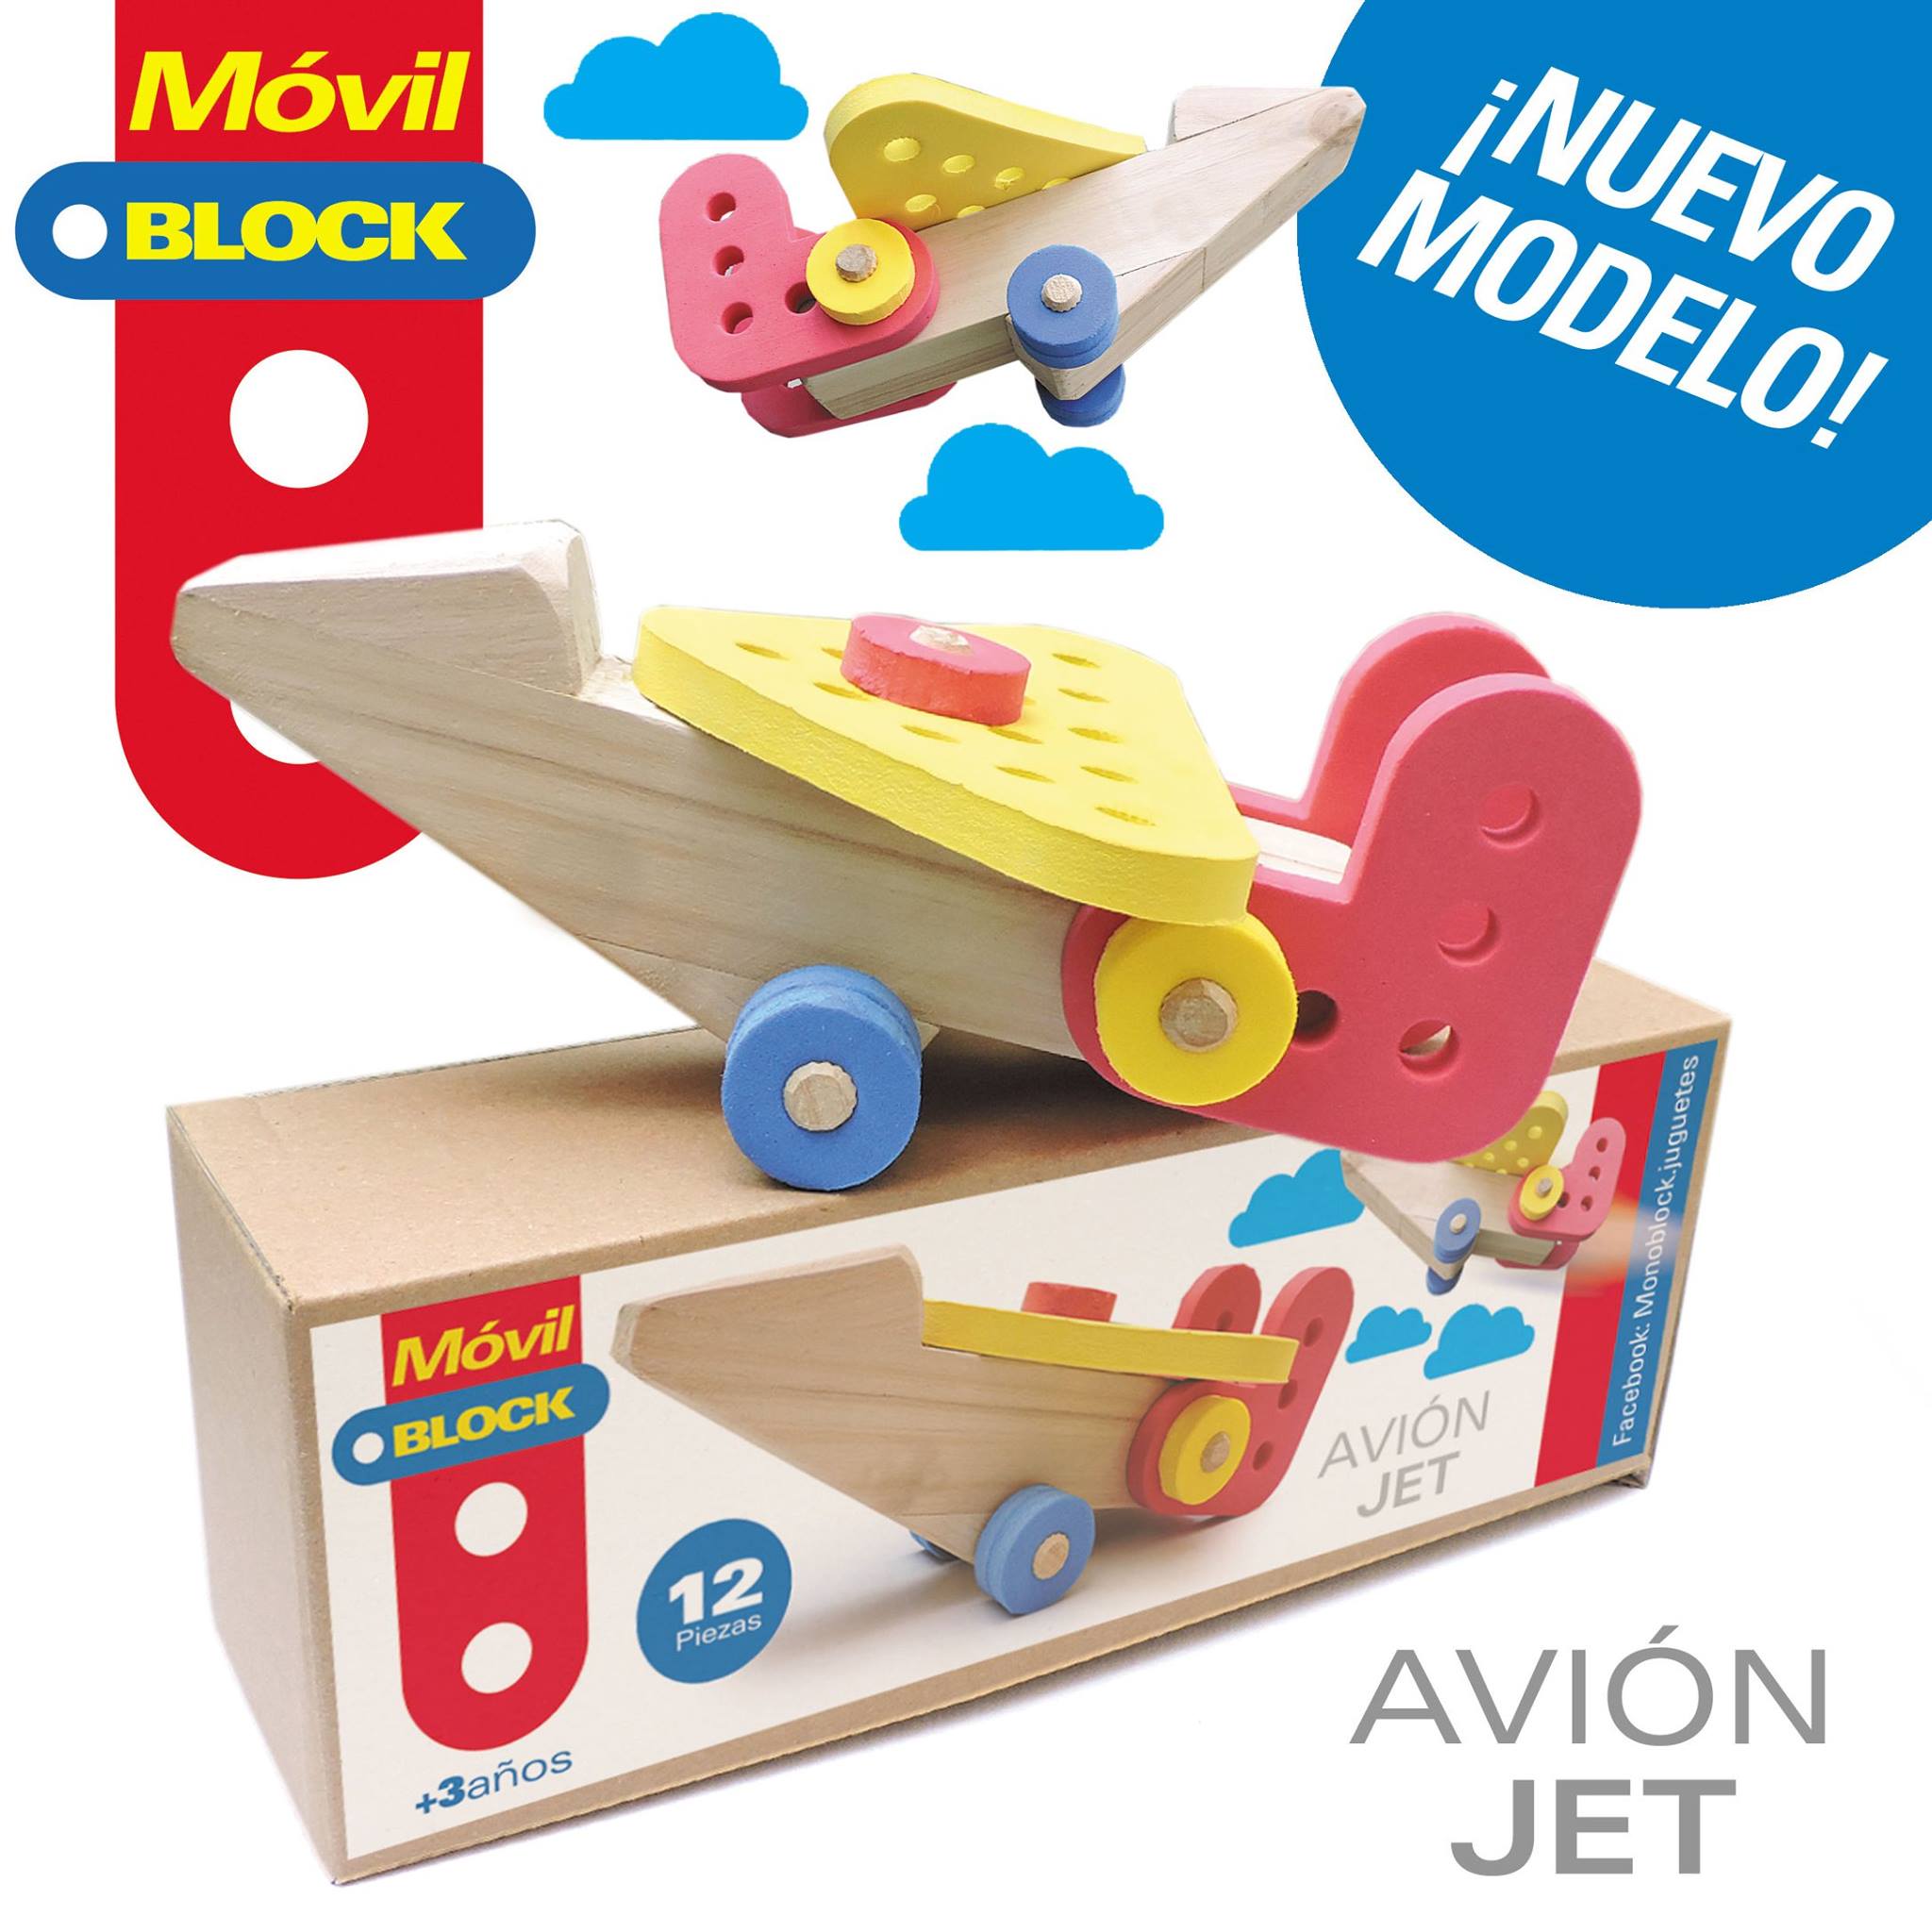 Móvil
BLOCK
¡NUEVO
MODELO!
Móvil
BLOCK
12
Piezas
+3años
AVIÓN
JET
Facebook: Monoblock.juguetes
AVIÓN
JET